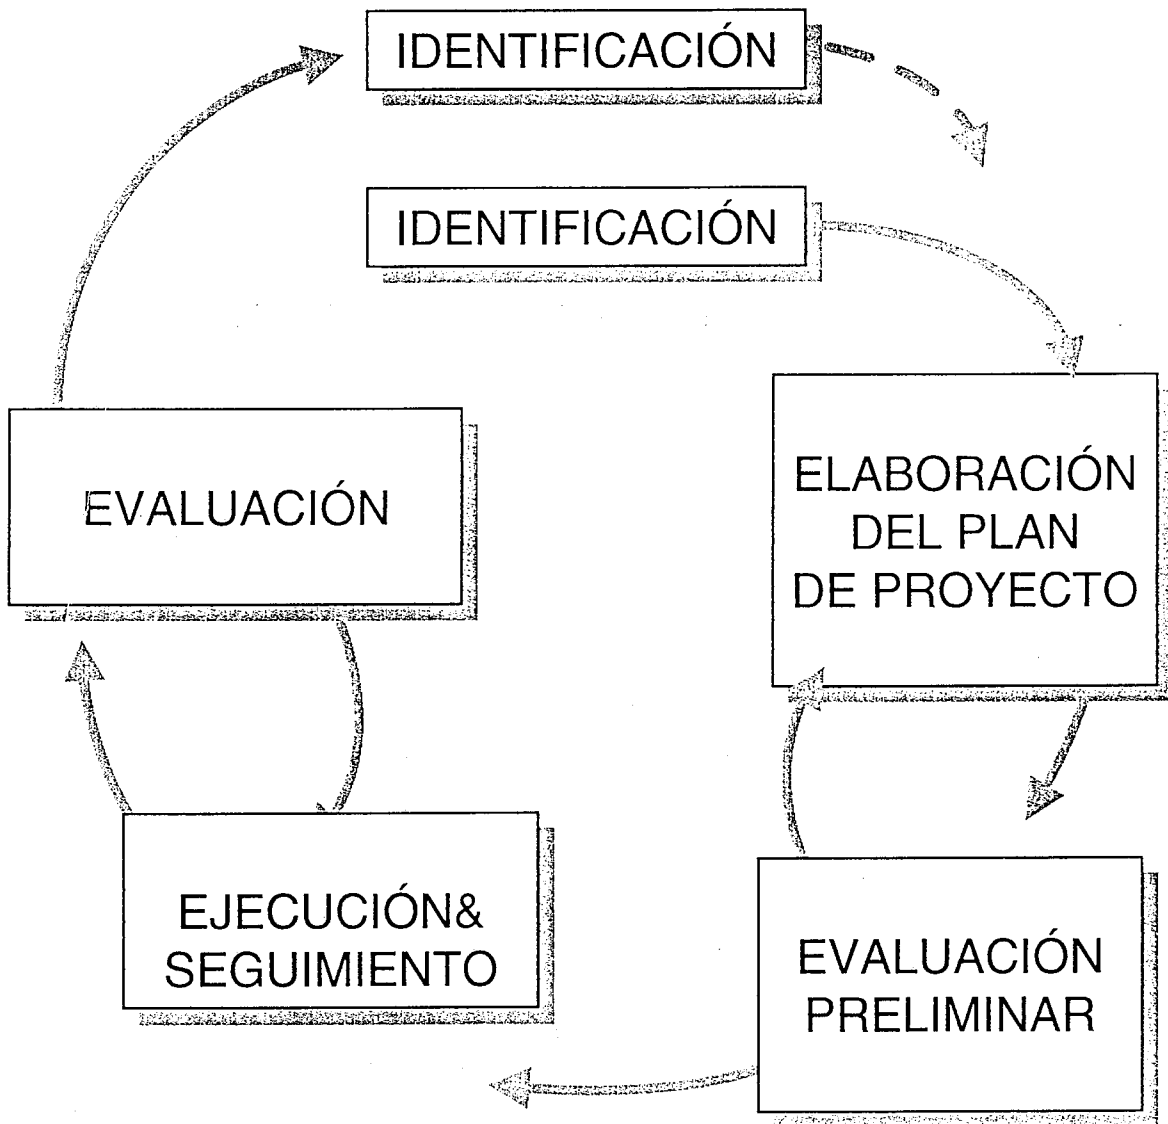 IDENTIFICACIÓN
IDENTIFICACIÓN
ELABORACIÓN
DEL PLAN
DE PROYECTO
EVALUACIÓN
EJECUCIÓN&
SEGUIMIENTO
EVALUACIÓN
PRELIMINAR